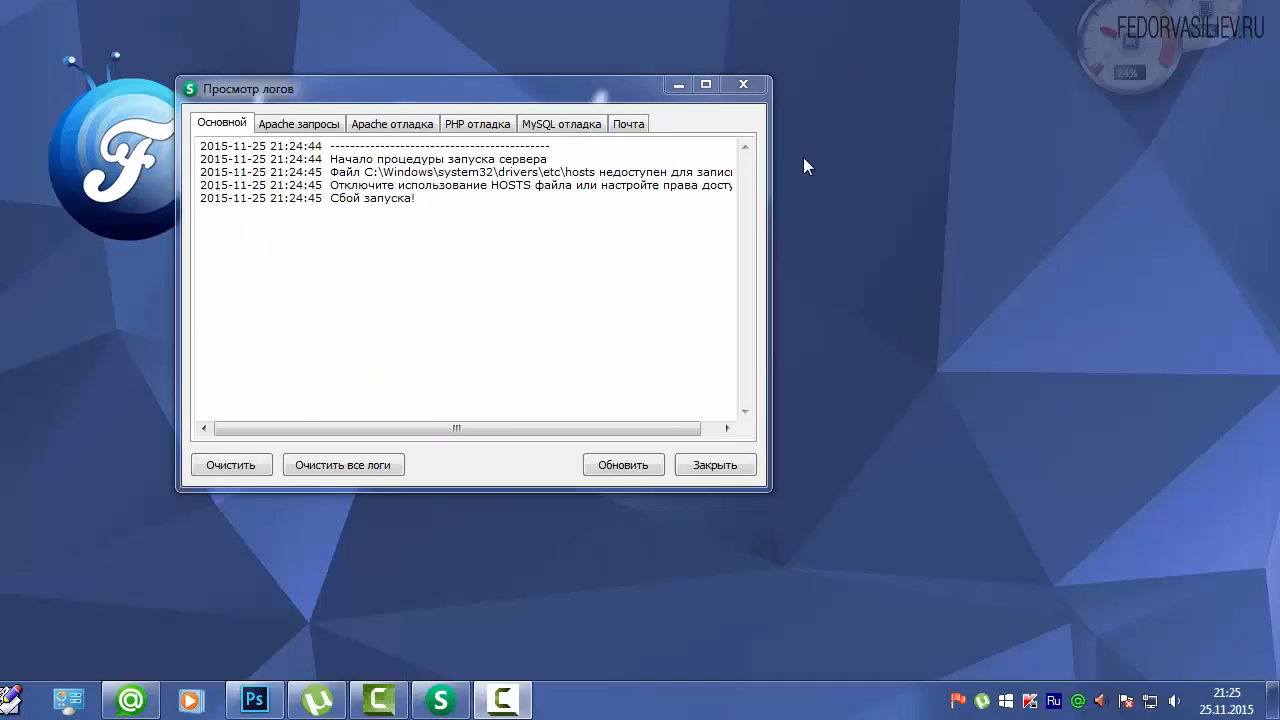 FEDORVASILIEV.RU
24%
Просмотр логов
Основной
Apache запросы
Apache отладка
PHP отладка
MySQL отладка
Почта
2015-11-25 21:24:44 --------------------------------------------
2015-11-25 21:24:44 Начало процедуры запуска сервера
2015-11-25 21:24:45 Файл C:\Windows\system32\drivers\etc\hosts недоступен для записи
2015-11-25 21:24:45 Отключите использование HOSTS файла или настройте права досту
2015-11-25 21:24:45 Сбой запуска!
Очистить
Очистить все логи
Обновить
Закрыть
Ps
Ru
21:25
25.11.2015